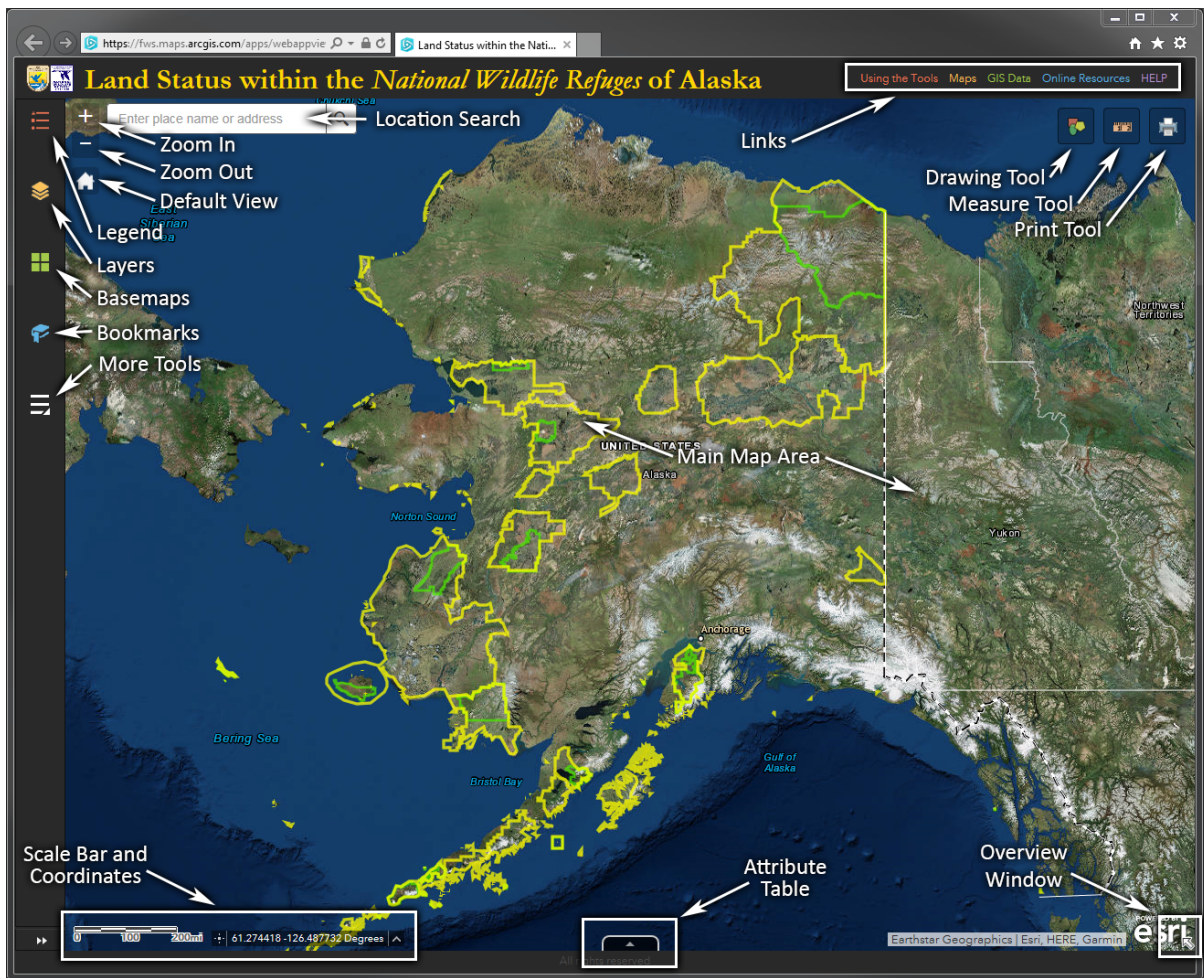 https://fws.maps.arcgis.com/apps/webappvie
Land Status within the Nati...
Land Status within the National Wildlife Refuges of Alaska
Using the Tools Maps GIS Data Online Resources HELP
Chukchi Sea
Enter place name or address
Location Search
Links
Zoom In
Zoom Out
Default View
East
Siberian
Sea
Drawing Tool
Measure Tool
Print Tool
Legend
Layers
Basemaps
Bookmarks
More Tools
Northwest
Territories
UNITED STATES
Main Map Area
Alaska
Norton Sound
Yukon
Anchorage
Bering Sea
Gulf of
Alaska
Bristol Bay
Scale Bar and
Coordinates
Attribute
Table
Overview
Window
0 100 200mi
61.274418 -126.487732 Degrees
POWERED BY
esri
Earthstar Geographics | Esri, HERE, Garmin
All rights reserved